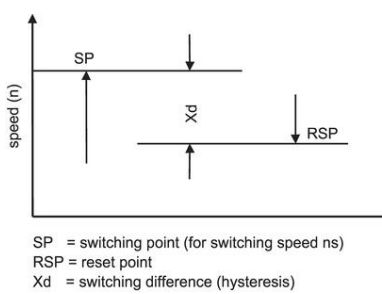 SP
speed (n)
Xd
RSP
SP = switching point (for switching speed ns)
RSP = reset point
Xd = switching difference (hysteresis)